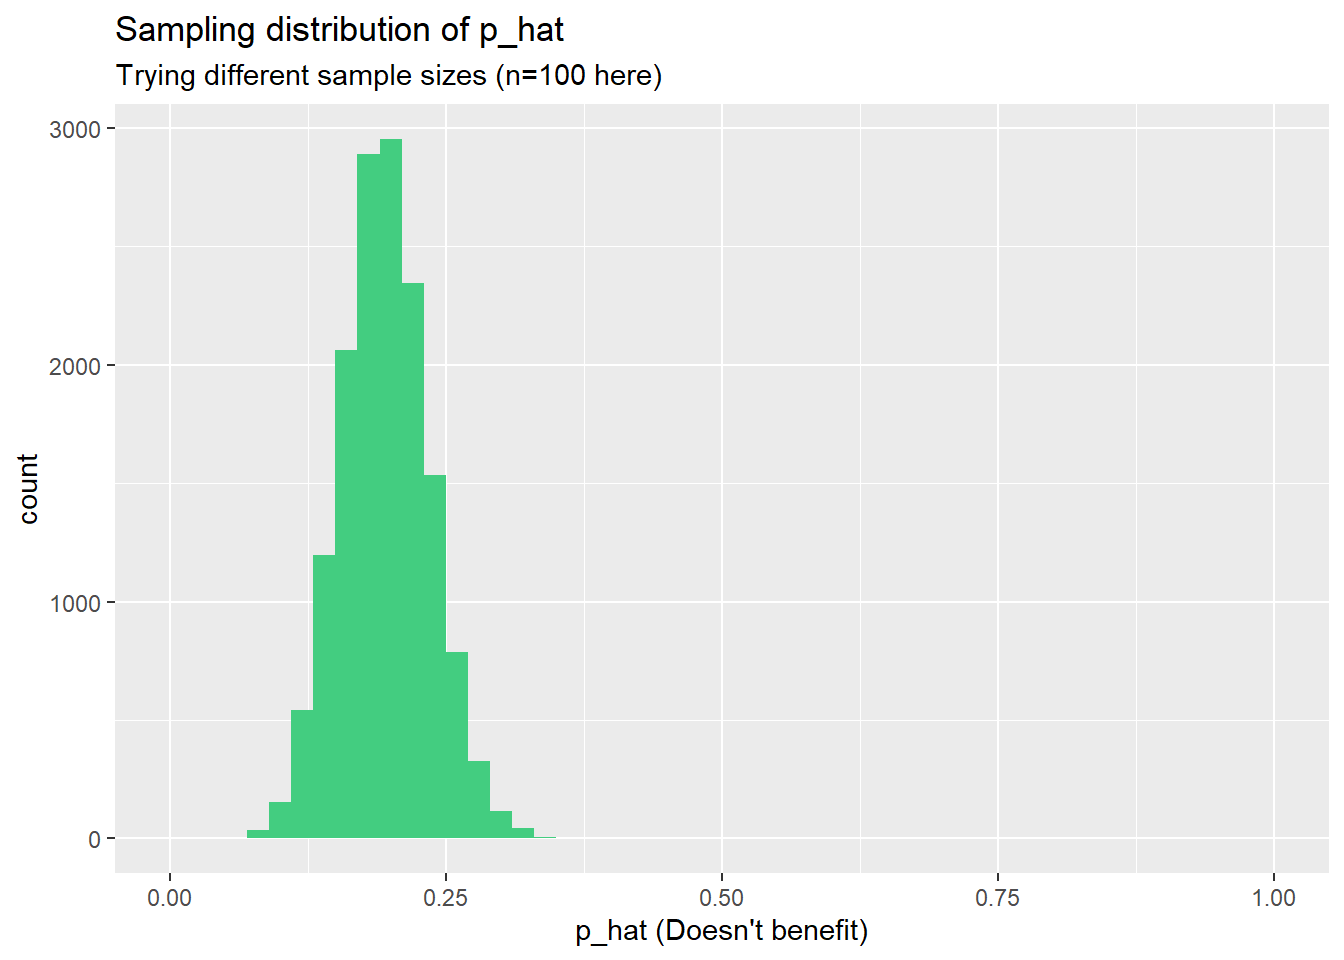 Sampling distribution of p_hat
Trying different sample sizes (n=100 here)
3000
2000
1000
0
count
0.00 0.25 0.50 0.75 1.00
p_hat (Doesn't benefit)